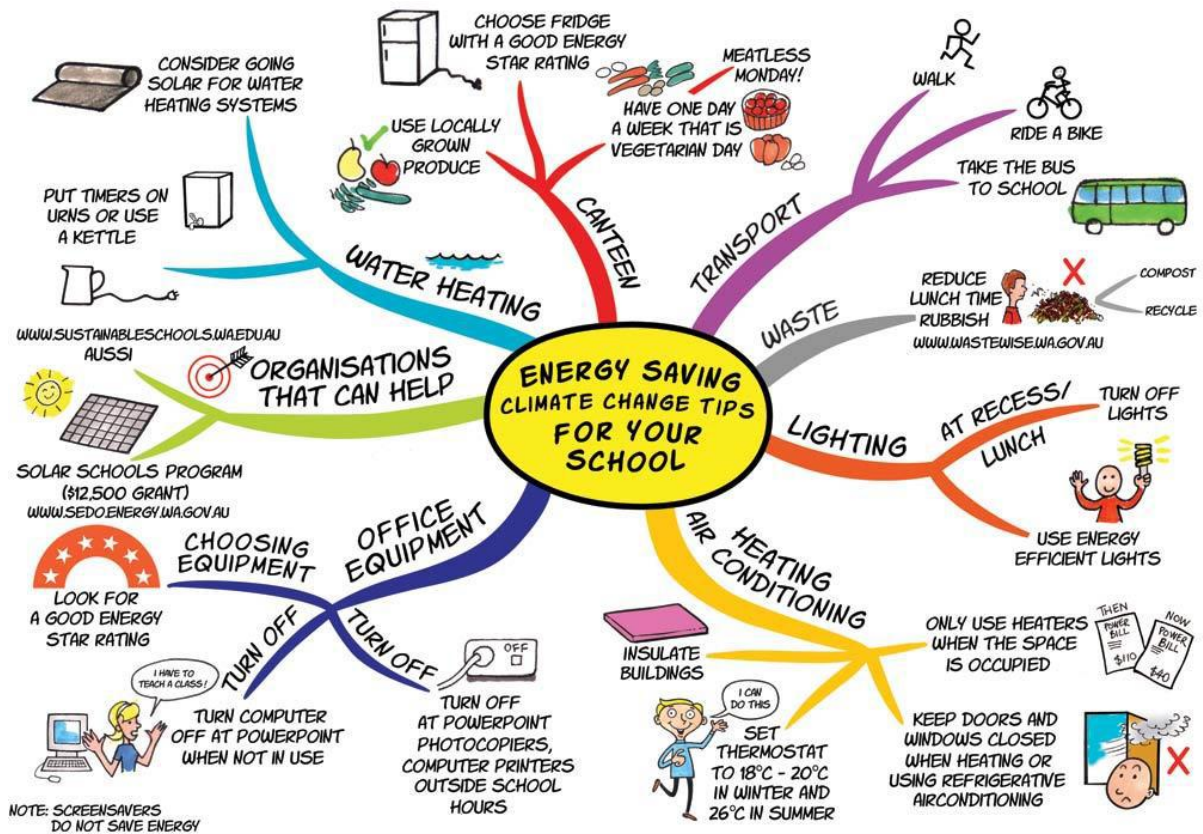 ENERGY SAVING
CLIMATE CHANGE TIPS
FOR YOUR
SCHOOL
CANTEEN
CHOOSE FRIDGE
WITH A GOOD ENERGY
STAR RATING
USE LOCALLY
GROWN
PRODUCE
MEATLESS
MONDAY!
HAVE ONE DAY
A WEEK THAT IS
VEGETARIAN DAY
TRANSPORT
WALK
RIDE A BIKE
TAKE THE BUS
TO SCHOOL
WASTE
REDUCE
LUNCH TIME
RUBBISH
WWW.WASTEWISE.WA.GOV.AU
COMPOST
RECYCLE
LIGHTING
AT RECESS/
LUNCH
TURN OFF
LIGHTS
USE ENERGY
EFFICIENT LIGHTS
HEATING
AIR CONDITIONING
ONLY USE HEATERS
WHEN THE SPACE
IS OCCUPIED
THEN
POWER
BILL
$110
NOW
POWER
BILL
$40
KEEP DOORS AND
WINDOWS CLOSED
WHEN HEATING OR
USING REFRIGERATIVE
AIRCONDITIONING
INSULATE
BUILDINGS
I CAN
DO THIS
SET
THERMOSTAT
TO 18°C - 20°C
IN WINTER AND
26°C IN SUMMER
OFFICE
EQUIPMENT
CHOOSING
EQUIPMENT
LOOK FOR
A GOOD ENERGY
STAR RATING
TURN OFF
I HAVE TO
TEACH A CLASS!
TURN COMPUTER
OFF AT POWERPOINT
WHEN NOT IN USE
NOTE: SCREENSAVERS
DO NOT SAVE ENERGY
TURN OFF
OFF
TURN OFF
AT POWERPOINT
PHOTOCOPIERS,
COMPUTER PRINTERS
OUTSIDE SCHOOL
HOURS
ORGANISATIONS
THAT CAN HELP
WWW.SUSTAINABLESCHOOLS.WA.EDU.AU
AUSSI
SOLAR SCHOOLS PROGRAM
($12,500 GRANT)
WWW.SEDO.ENERGY.WA.GOV.AU
WATER HEATING
CONSIDER GOING
SOLAR FOR WATER
HEATING SYSTEMS
PUT TIMERS ON
URNS OR USE
A KETTLE